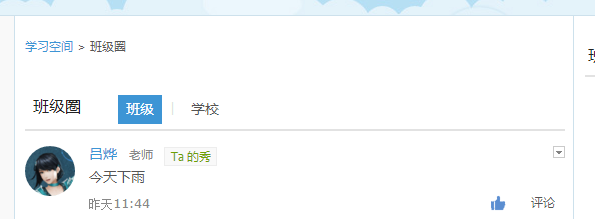 学习空间 > 班级圈
班级圈 班级 学校
吕烨 老师 Ta 的秀
今天下雨
昨天11:44 评论